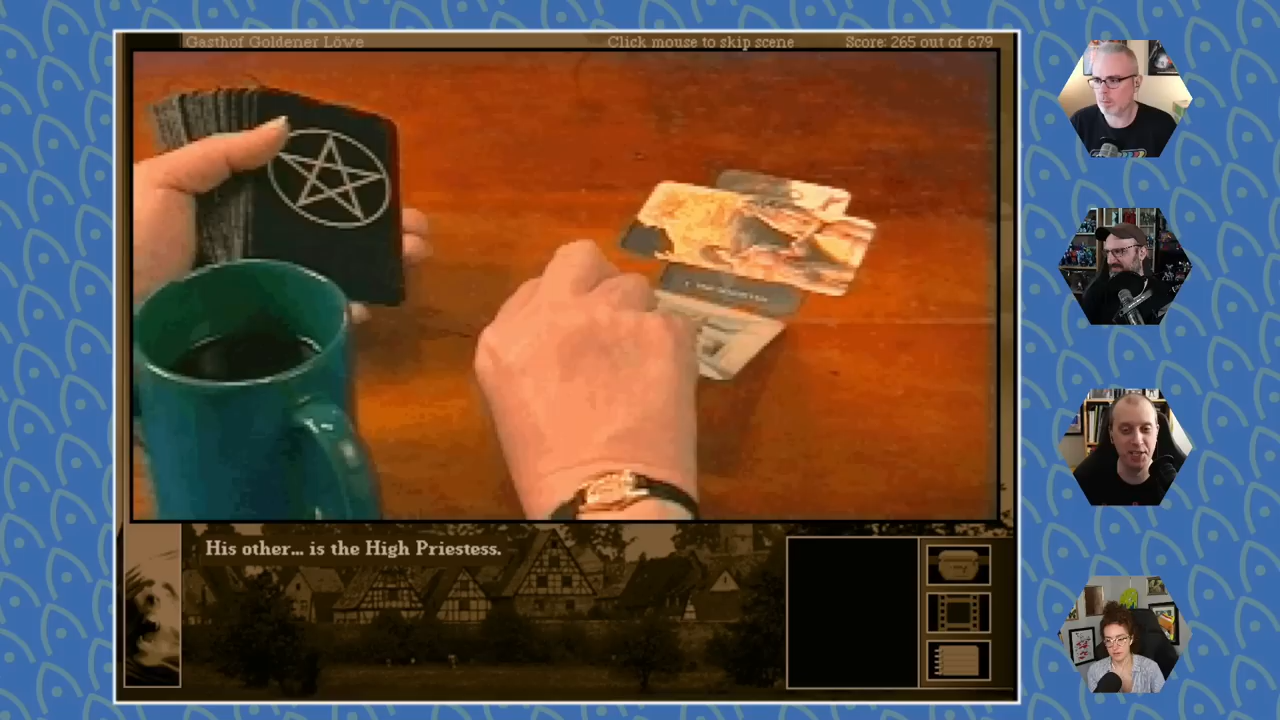 Gasthof Goldener Löwe
Click mouse to skip scene
Score: 265 out of 679
His other... is the High Priestess.